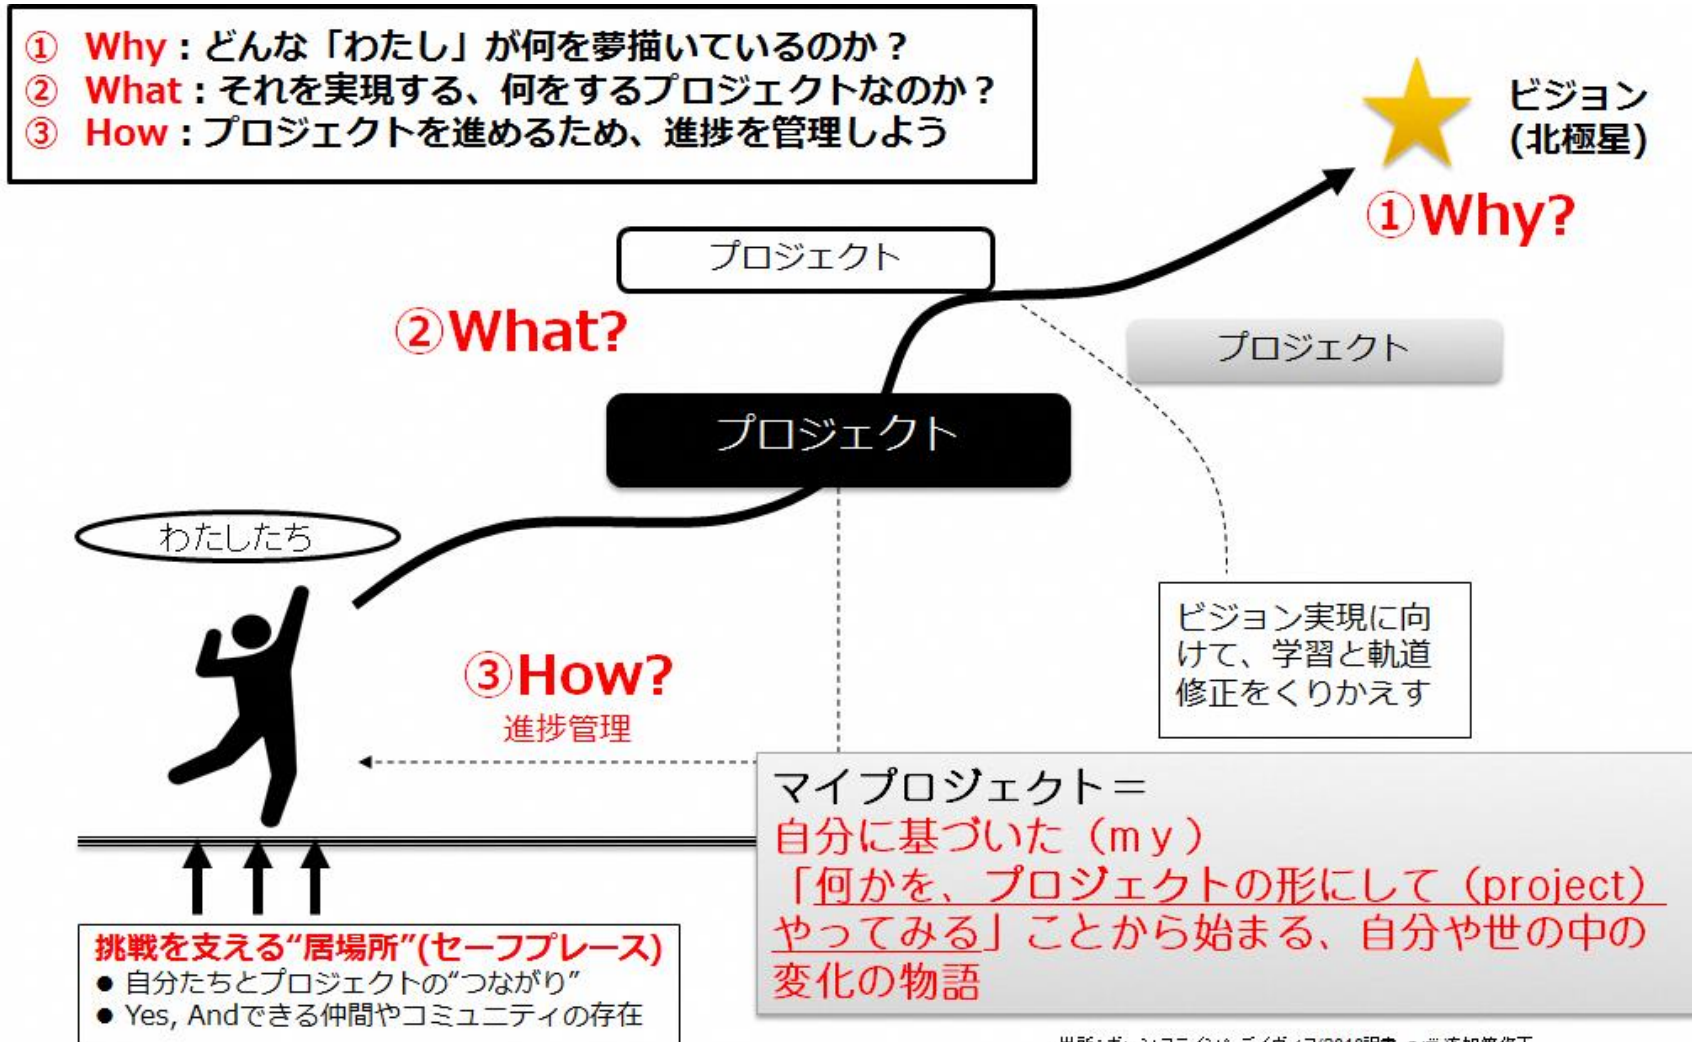 ① Why：どんな「わたし」が何を夢描いているのか？
② What：それを実現する、何をするプロジェクトなのか？
③ How：プロジェクトを進めるため、進捗を管理しよう
ビジョン
(北極星)
①Why?
プロジェクト
②What?
プロジェクト
プロジェクト
わたしたち
ビジョン実現に向
けて、学習と軌道
修正をくりかえす
③How?
進捗管理
マイプロジェクト＝
自分に基づいた（ｍｙ）
「何かを、プロジェクトの形にして（project）
やってみる」ことから始まる、自分や世の中の
変化の物語
挑戦を支える“居場所”(セーフプレース)
● 自分たちとプロジェクトの“つながり”
● Yes, Andできる仲間やコミュニティの存在